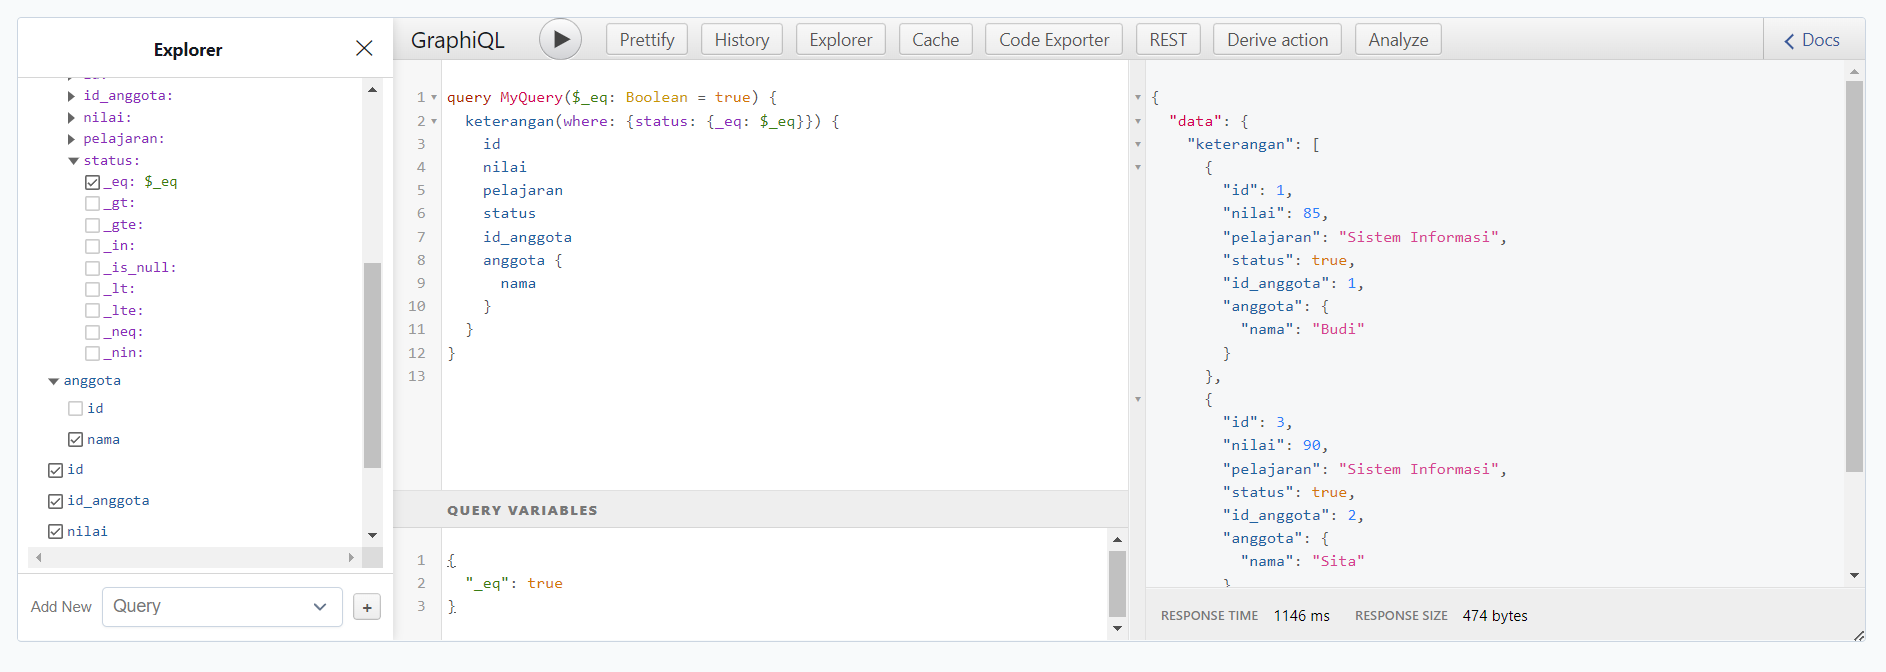 Explorer
id_anggota:
nilai:
pelajaran:
status:
_eq: $_eq
_gt:
_gte:
_in:
_is_null:
_lt:
_lte:
_neq:
_nin:
anggota
id
nama
id
id_anggota
nilai
Add New Query +
GraphiQL Prettify History Explorer Cache Code Exporter REST Derive action Analyze Docs
1 query MyQuery($_eq: Boolean = true) {
2 keterangan(where: {status: {_eq: $_eq}}) {
3 id
4 nilai
5 pelajaran
6 status
7 id_anggota
8 anggota {
9 nama
10 }
11 }
12 }
13
QUERY VARIABLES
1 {
2 "_eq": true
3 }
{
"data": {
"keterangan": [
{
"id": 1,
"nilai": 85,
"pelajaran": "Sistem Informasi",
"status": true,
"id_anggota": 1,
"anggota": {
"nama": "Budi"
}
},
{
"id": 3,
"nilai": 90,
"pelajaran": "Sistem Informasi",
"status": true,
"id_anggota": 2,
"anggota": {
"nama": "Sita"
}
RESPONSE TIME 1146 ms RESPONSE SIZE 474 bytes